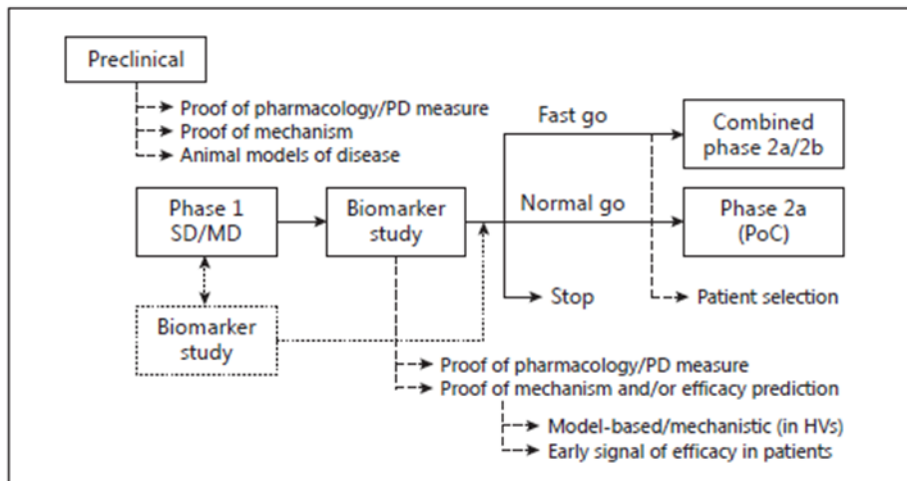 Preclinical
Proof of pharmacology/PD measure
Proof of mechanism
Animal models of disease
Fast go
Combined
phase 2a/2b
Phase 1
SD/MD
Biomarker
study
Normal go
Phase 2a
(PoC)
Stop
Patient selection
Biomarker
study
Proof of pharmacology/PD measure
Proof of mechanism and/or efficacy prediction
Model-based/mechanistic (in HVs)
Early signal of efficacy in patients